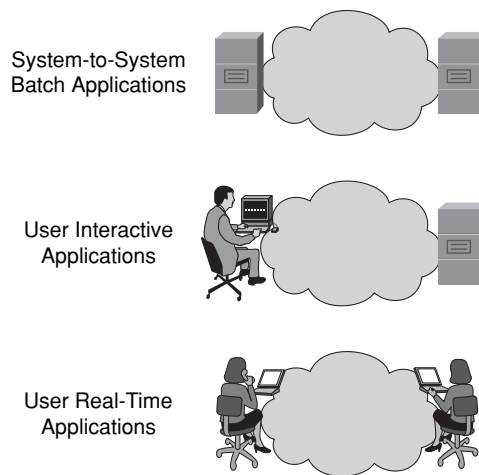 System-to-System
Batch Applications
User Interactive
Applications
User Real-Time
Applications